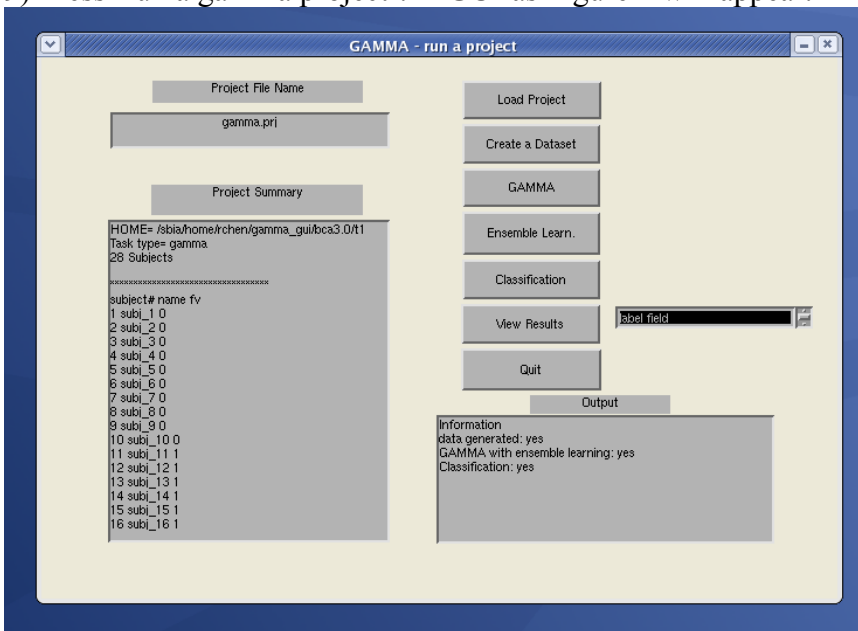 GAMMA - run a project
Project File Name
gamma.prj
Project Summary
HOME= /sbia/home/rchen/gamma_gui/bca3.0/t1
Task type= gamma
28 Subjects
**********************************
subject# name fv
1 subj_1 0
2 subj_2 0
3 subj_3 0
4 subj_4 0
5 subj_5 0
6 subj_6 0
7 subj_7 0
8 subj_8 0
9 subj_9 0
10 subj_10 0
11 subj_11 1
12 subj_12 1
13 subj_13 1
14 subj_14 1
15 subj_15 1
16 subj_16 1
Load Project
Create a Dataset
GAMMA
Ensemble Learn.
Classification
View Results
label field
Quit
Output
Information
data generated: yes
GAMMA with ensemble learning: yes
Classification: yes